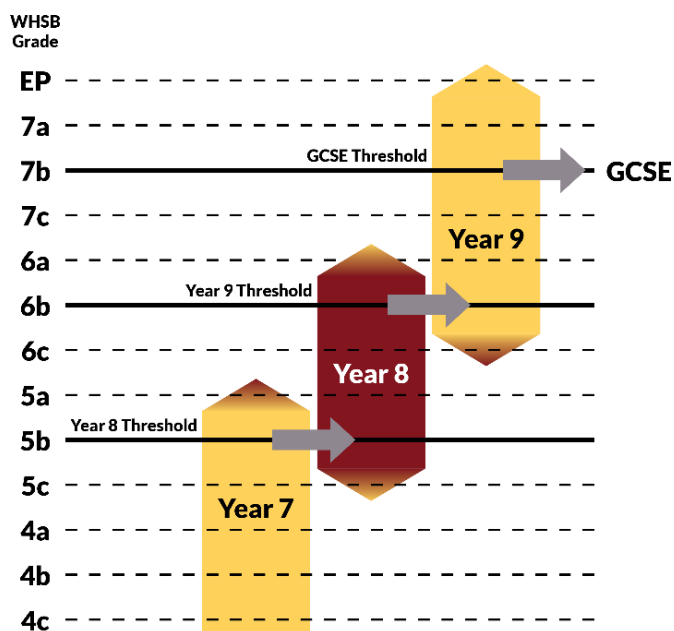 WHSB
Grade
EP
7a
GCSE Threshold
7b
GCSE
7c
Year 9
6a
Year 9 Threshold
6b
6c
Year 8
5a
Year 8 Threshold
5b
5c
Year 7
4a
4b
4c